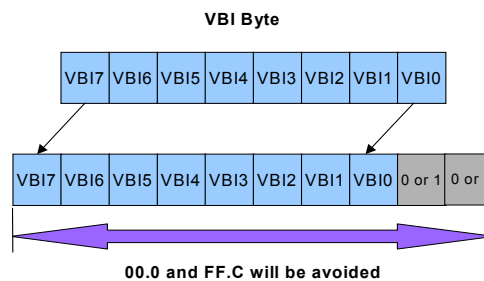 VBI Byte
VBI7 VBI6 VBI5 VBI4 VBI3 VBI2 VBI1 VBI0
VBI7 VBI6 VBI5 VBI4 VBI3 VBI2 VBI1 VBI0 0 or 1 0 or
00.0 and FF.C will be avoided